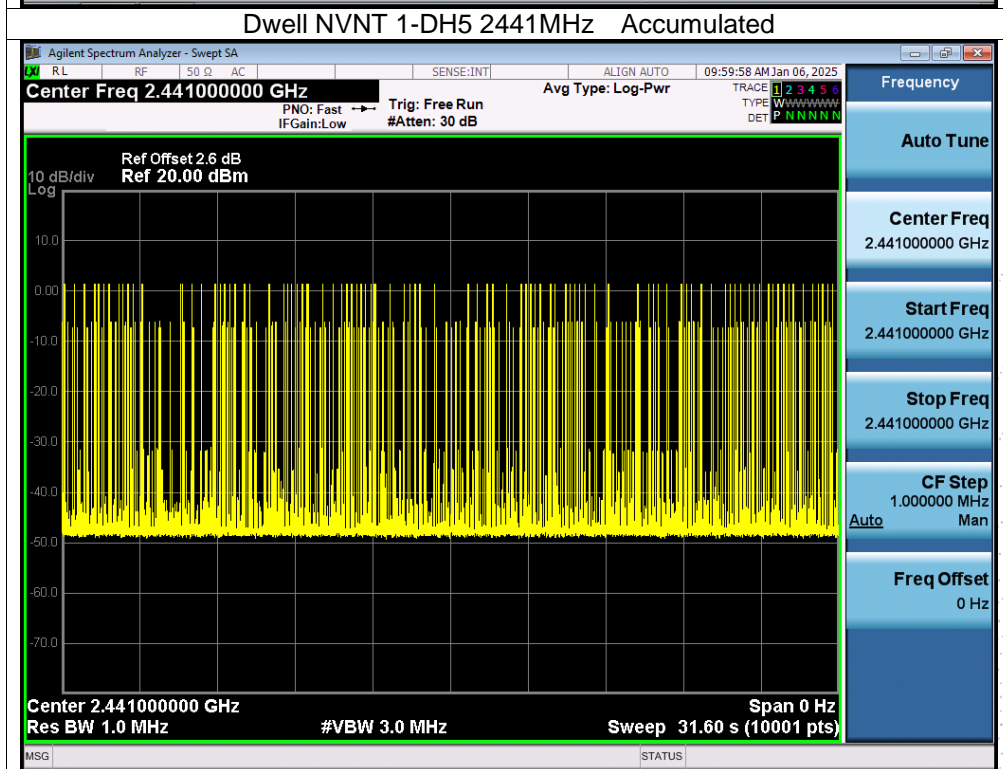 Dwell NVNT 1-DH5 2441MHz Accumulated
Agilent Spectrum Analyzer - Swept SA
LXI RL RF 50 Ω AC SENSE:INT ALIGN AUTO 09:59:58 AM Jan 06, 2025
Center Freq 2.441000000 GHz
PNO: Fast
IFGain:Low
Trig: Free Run
#Atten: 30 dB
Avg Type: Log-Pwr
TRACE 1 2 3 4 5 6
TYPE WWWWWW
DET P N N N N N
Frequency
Auto Tune
Center Freq
2.441000000 GHz
Start Freq
2.441000000 GHz
Stop Freq
2.441000000 GHz
CF Step
1.000000 MHz
Auto Man
Freq Offset
0 Hz
Ref Offset 2.6 dB
10 dB/div Ref 20.00 dBm
Log
10.0
0.00
-10.0
-20.0
-30.0
-40.0
-50.0
-60.0
-70.0
Center 2.441000000 GHz Span 0 Hz
Res BW 1.0 MHz #VBW 3.0 MHz Sweep 31.60 s (10001 pts)
MSG STATUS